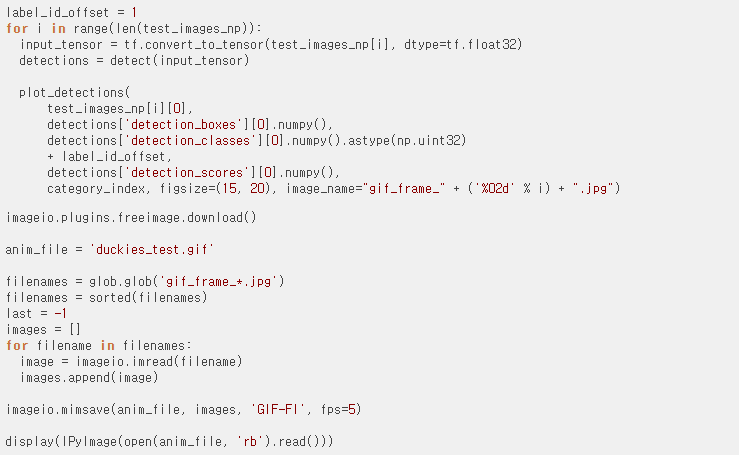 label_id_offset = 1
for i in range(len(test_images_np)):
  input_tensor = tf.convert_to_tensor(test_images_np[i], dtype=tf.float32)
  detections = detect(input_tensor)

  plot_detections(
      test_images_np[i][0],
      detections['detection_boxes'][0].numpy(),
      detections['detection_classes'][0].numpy().astype(np.uint32)
      + label_id_offset,
      detections['detection_scores'][0].numpy(),
      category_index, figsize=(15, 20), image_name="gif_frame_" + ('%02d' % i) + ".jpg")

imageio.plugins.freeimage.download()

anim_file = 'duckies_test.gif'

filenames = glob.glob('gif_frame_*.jpg')
filenames = sorted(filenames)
last = -1
images = []
for filename in filenames:
  image = imageio.imread(filename)
  images.append(image)

imageio.mimsave(anim_file, images, 'GIF-FI', fps=5)

display(IPyImage(open(anim_file, 'rb').read()))